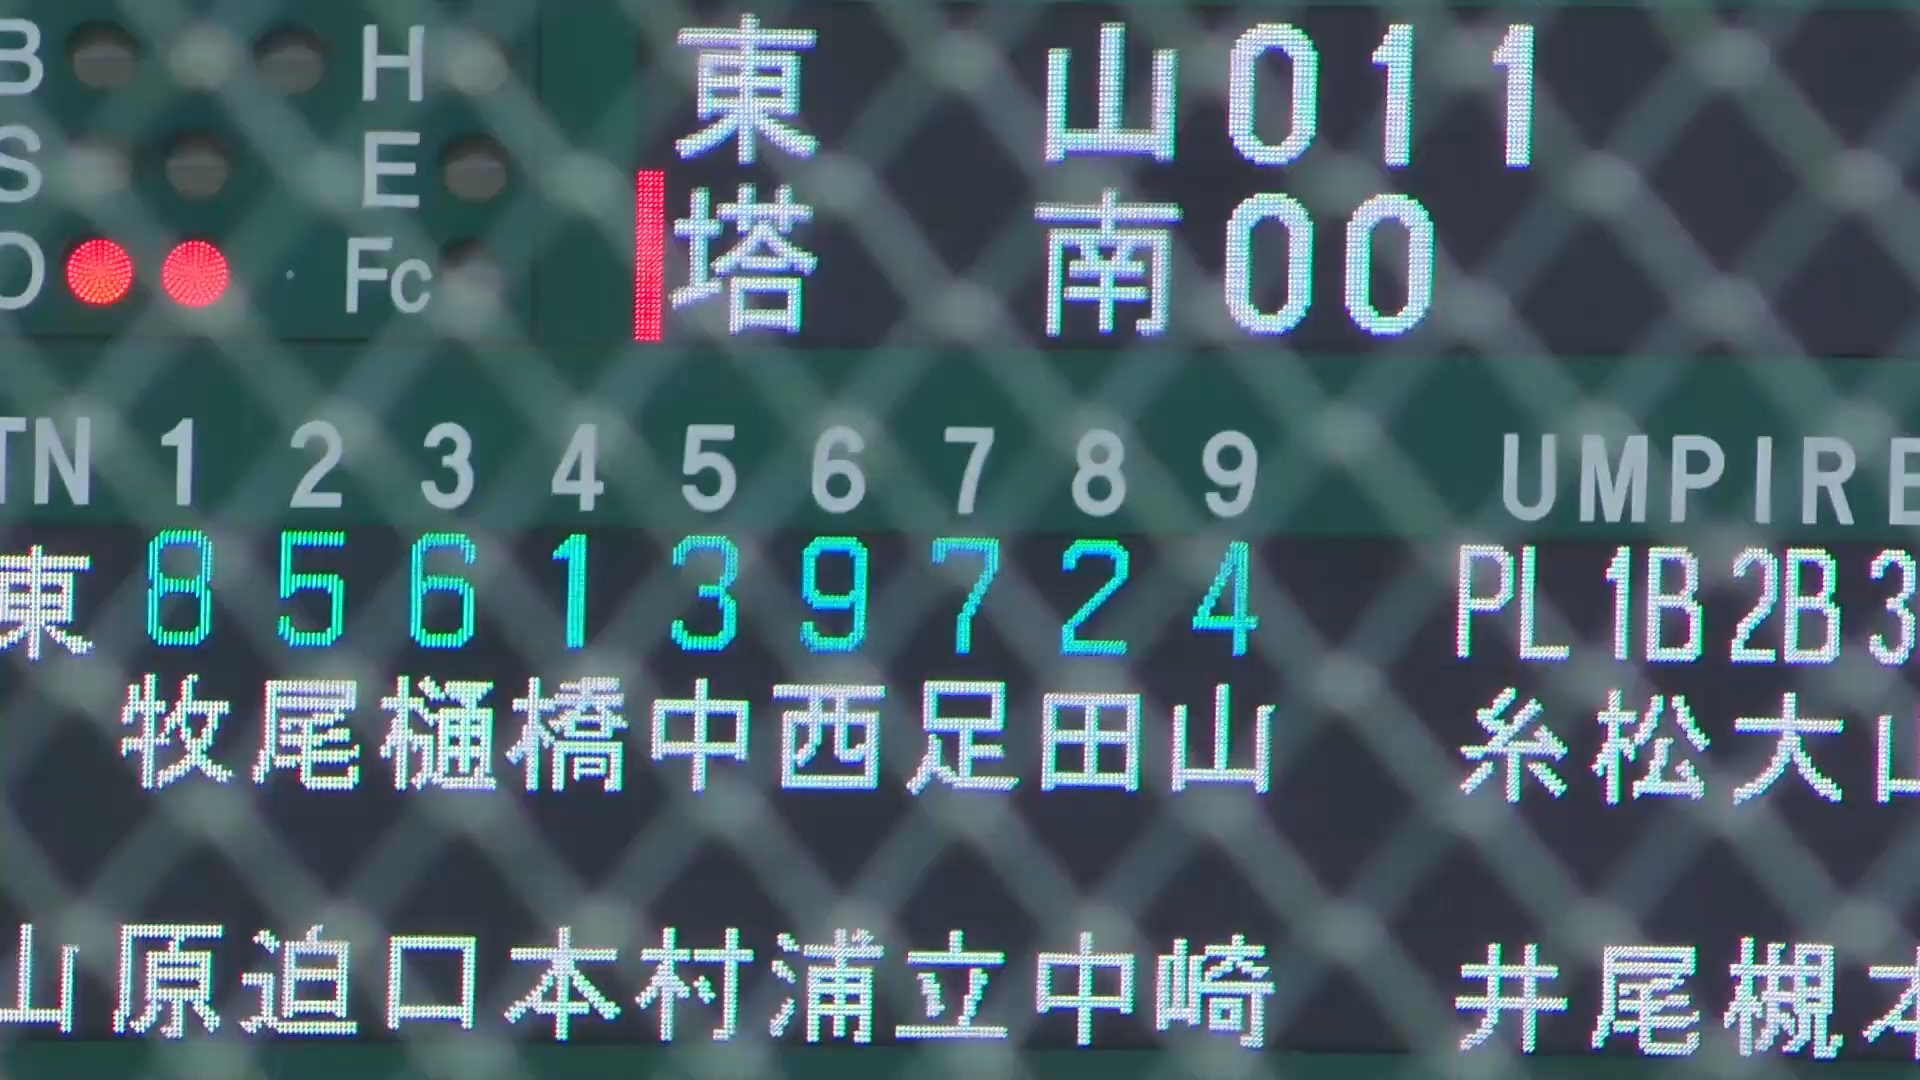 B H 東 山 0 1 1
S E
O Fc 塔 南 0 0
TN 1 2 3 4 5 6 7 8 9 UMPIRE
東 8 5 6 1 3 9 7 2 4 PL 1B 2B 3
牧 尾 樋 橋 中 西 足 田 山 糸 松 大 山
山 原 迫 口 本 村 浦 立 中 崎 井 尾 槻 本